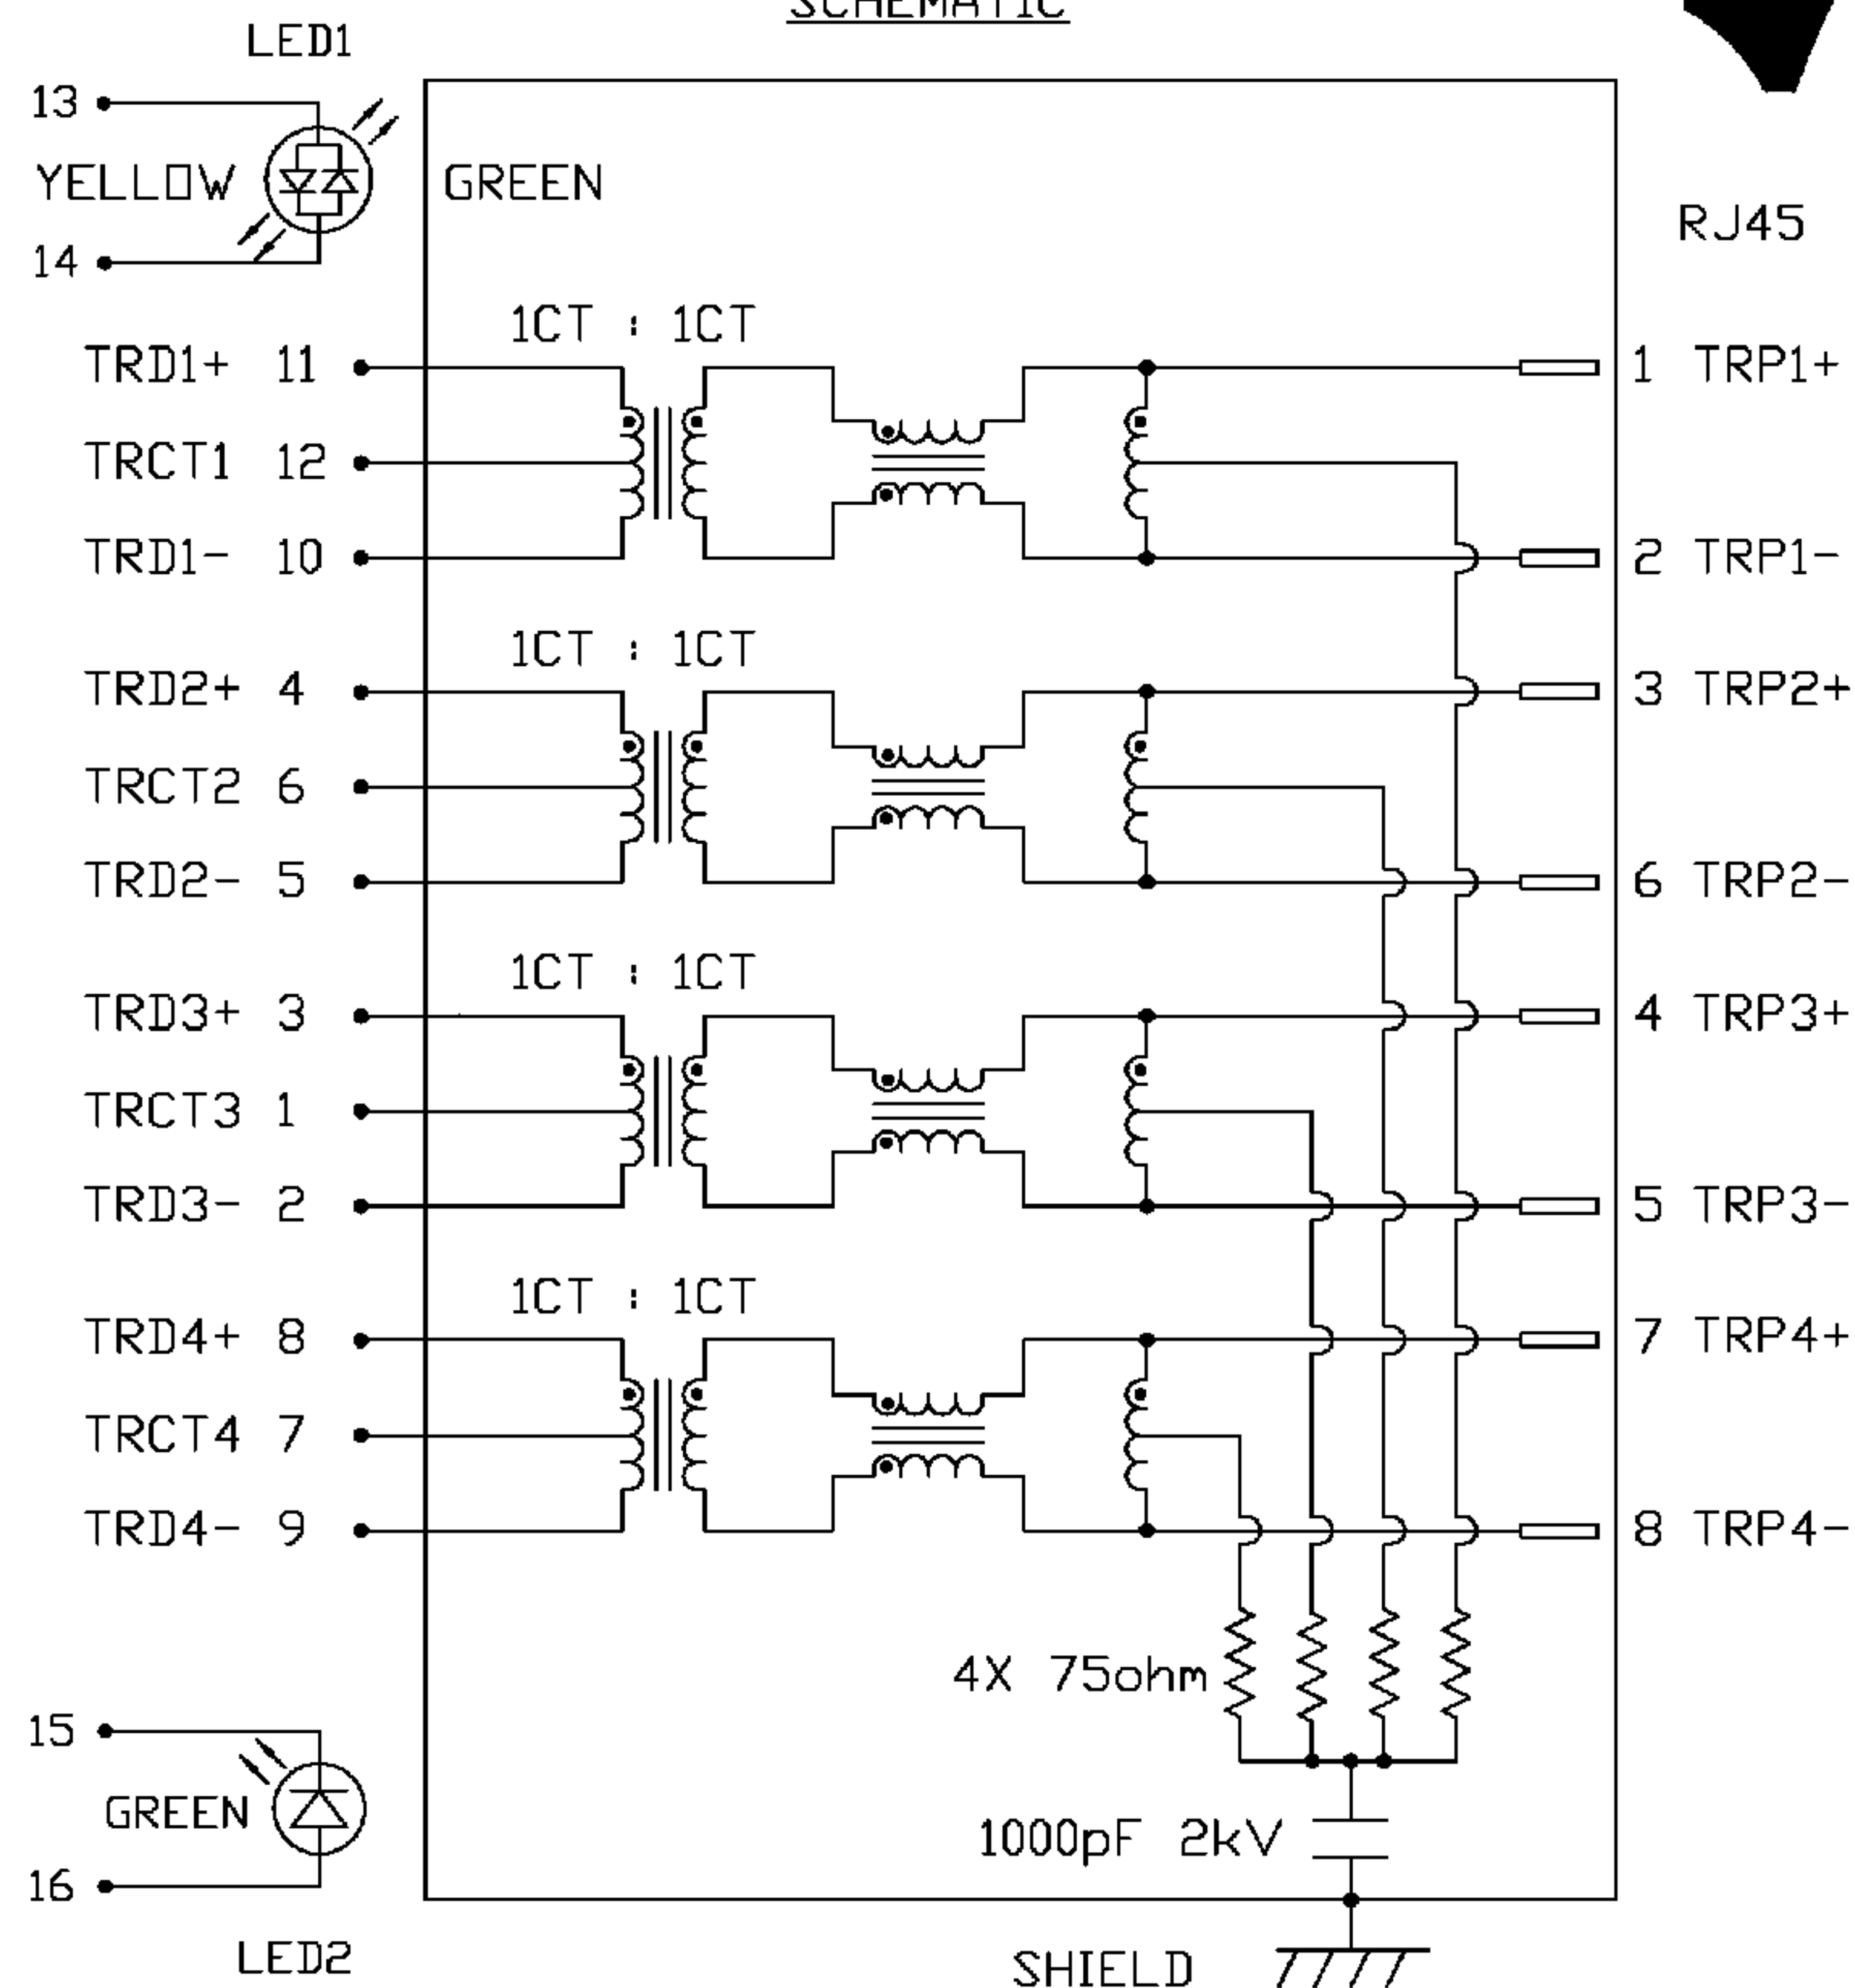 SCHEMATIC
LED1
13
YELLOW GREEN
14
RJ45
1CT : 1CT
TRD1+ 11 1 TRP1+
TRCT1 12
TRD1- 10 2 TRP1-
1CT : 1CT
TRD2+ 4 3 TRP2+
TRCT2 6
TRD2- 5 6 TRP2-
1CT : 1CT
TRD3+ 3 4 TRP3+
TRCT3 1
TRD3- 2 5 TRP3-
1CT : 1CT
TRD4+ 8 7 TRP4+
TRCT4 7
TRD4- 9 8 TRP4-
4X 75ohm
15
GREEN
1000pF 2kV
16
LED2
SHIELD